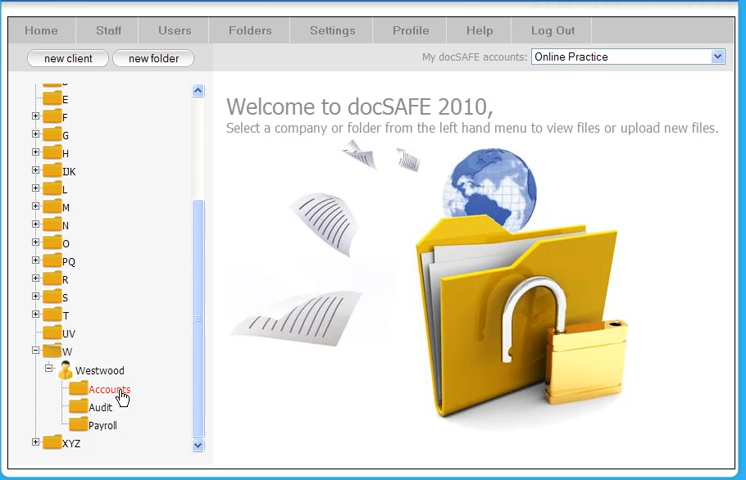 Home Staff Users Folders Settings Profile Help Log Out
new client new folder
My docSAFE accounts: Online Practice
E
F
G
H
IJK
L
M
N
O
PQ
R
S
T
UV
W
Westwood
Accounts
Audit
Payroll
XYZ
Welcome to docSAFE 2010,
Select a company or folder from the left hand menu to view files or upload new files.